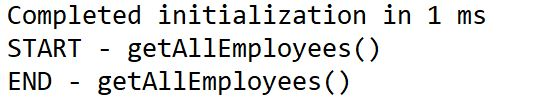 Completed initialization in 1 ms
START - getAllEmployees()
END - getAllEmployees()